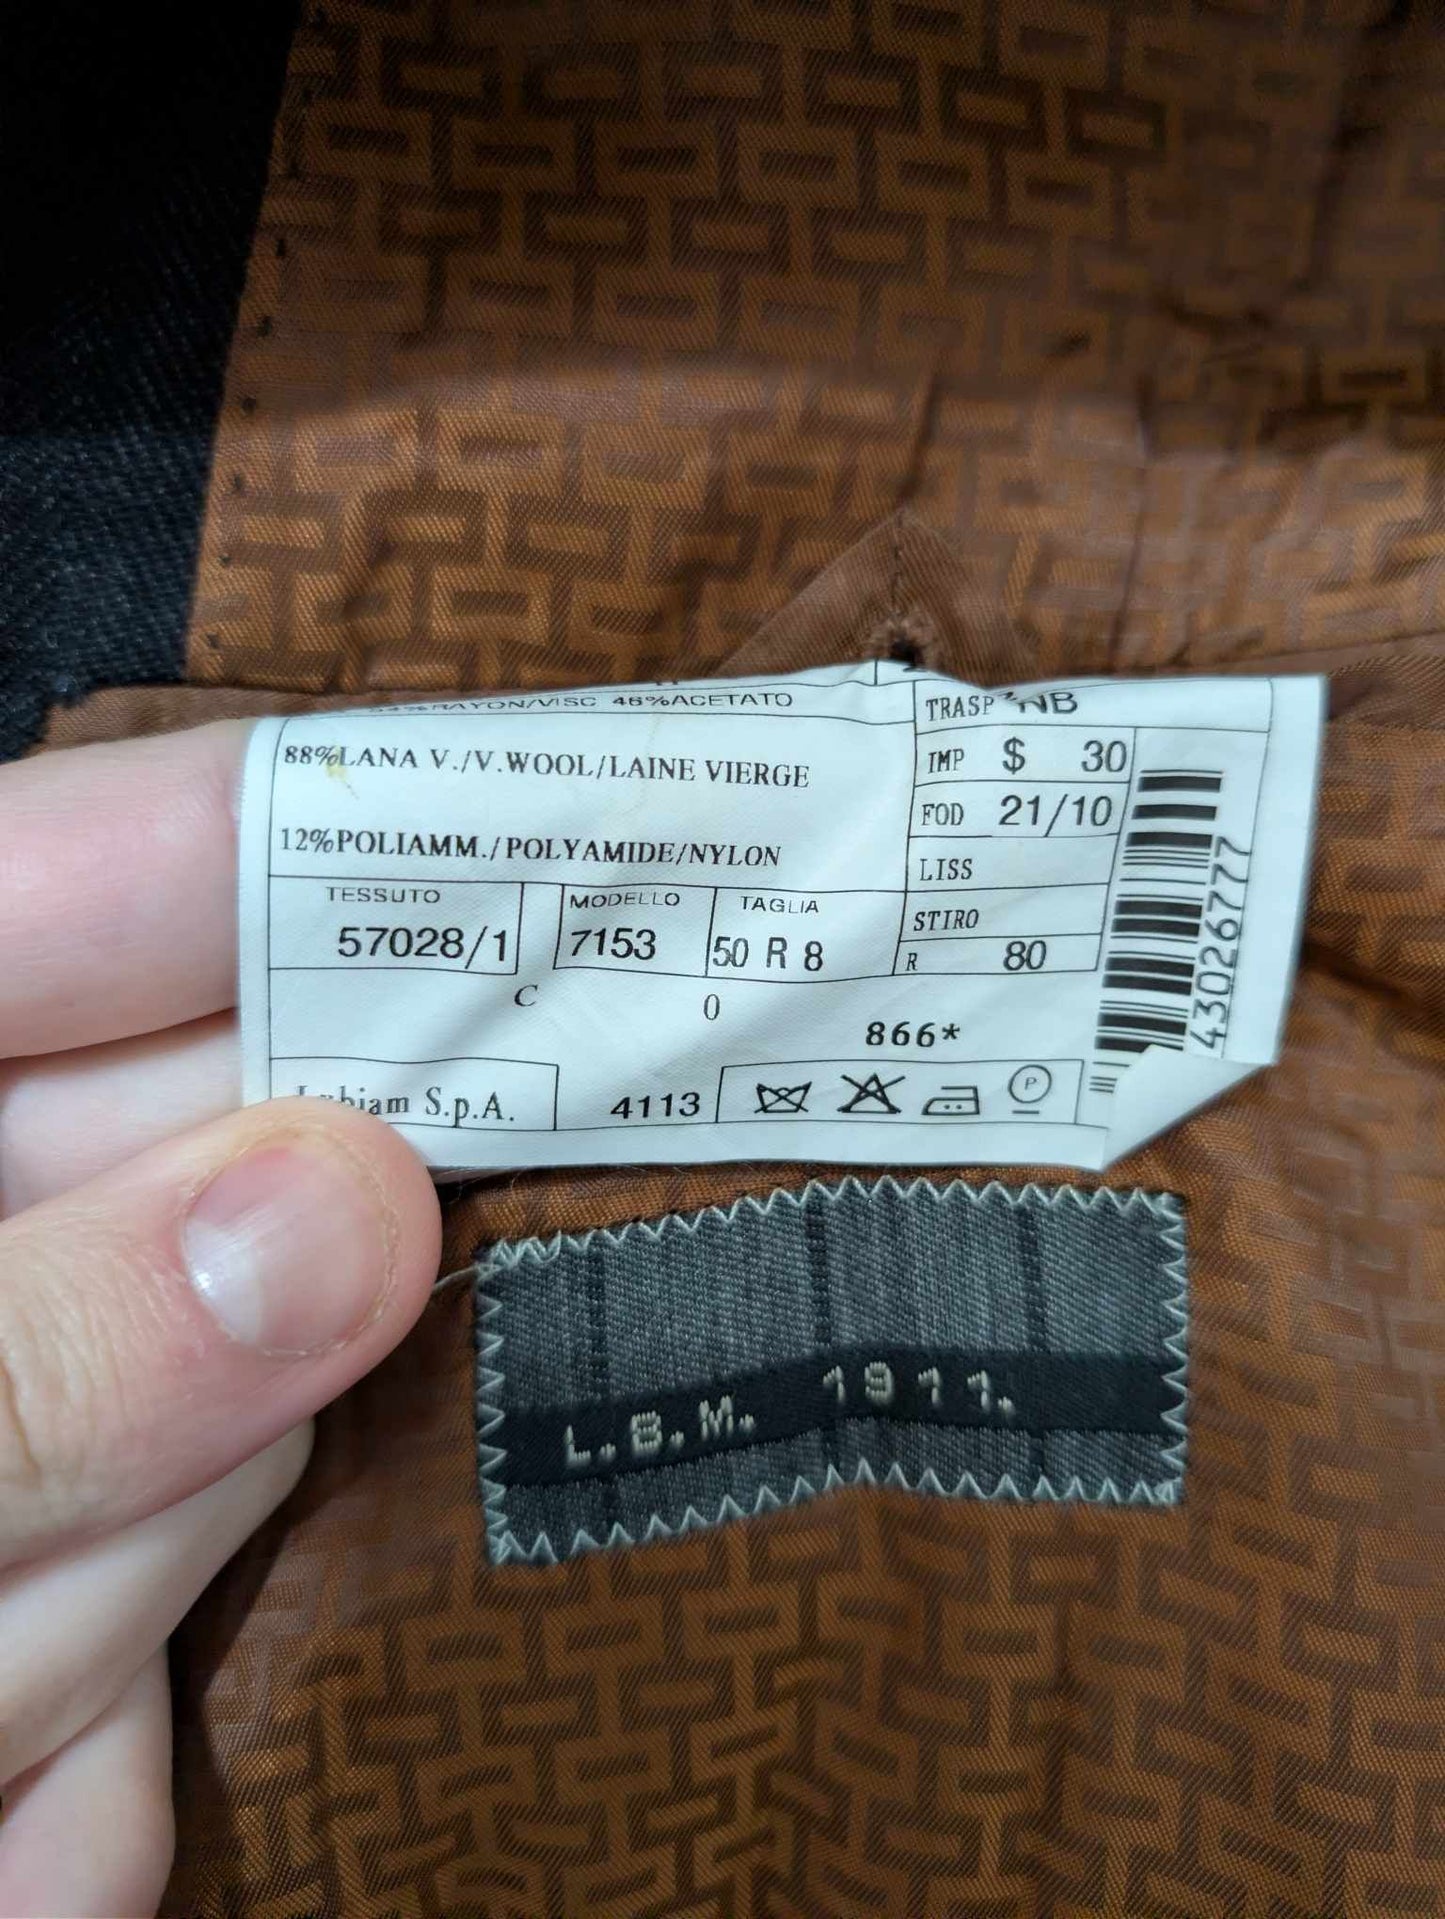 RAYON/VISC 46%ACETATO
88%LANA V./V.WOOL/LAINE VIERGE
12%POLIAMM./POLYAMIDE/NYLON
TRASP NB
IMP $ 30
FOD 21/10
LISS
STIRO
R 80
TESSUTO
57028/1
MODELLO
7153
TAGLIA
50 R 8
C 0
866*
S.p.A.
4113
P
43026777
L.B.M. 1911.